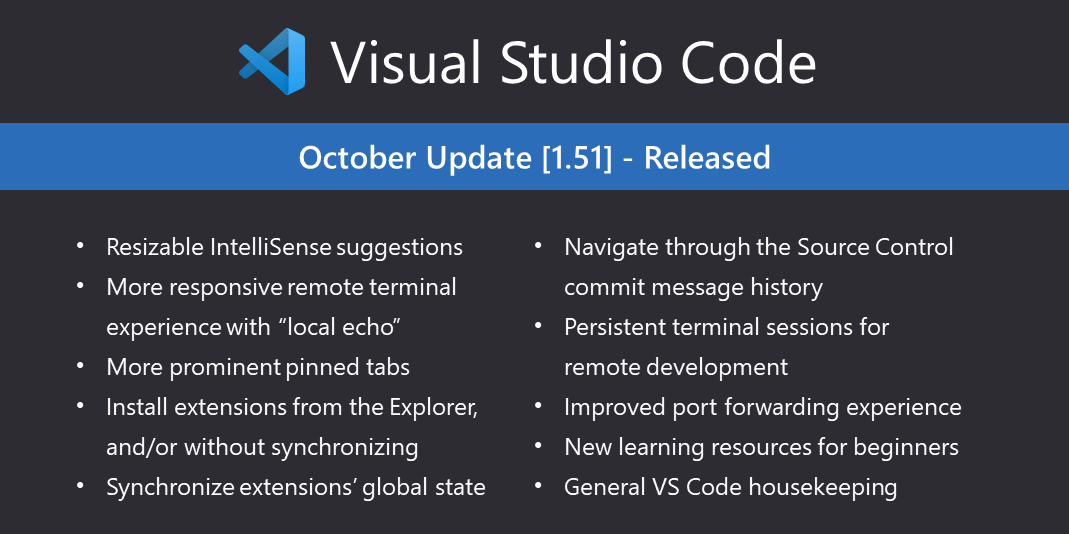 Visual Studio Code
October Update [1.51] - Released
• Resizable IntelliSense suggestions
• More responsive remote terminal
experience with “local echo”
• More prominent pinned tabs
• Install extensions from the Explorer,
and/or without synchronizing
• Synchronize extensions’ global state
• Navigate through the Source Control
commit message history
• Persistent terminal sessions for
remote development
• Improved port forwarding experience
• New learning resources for beginners
• General VS Code housekeeping